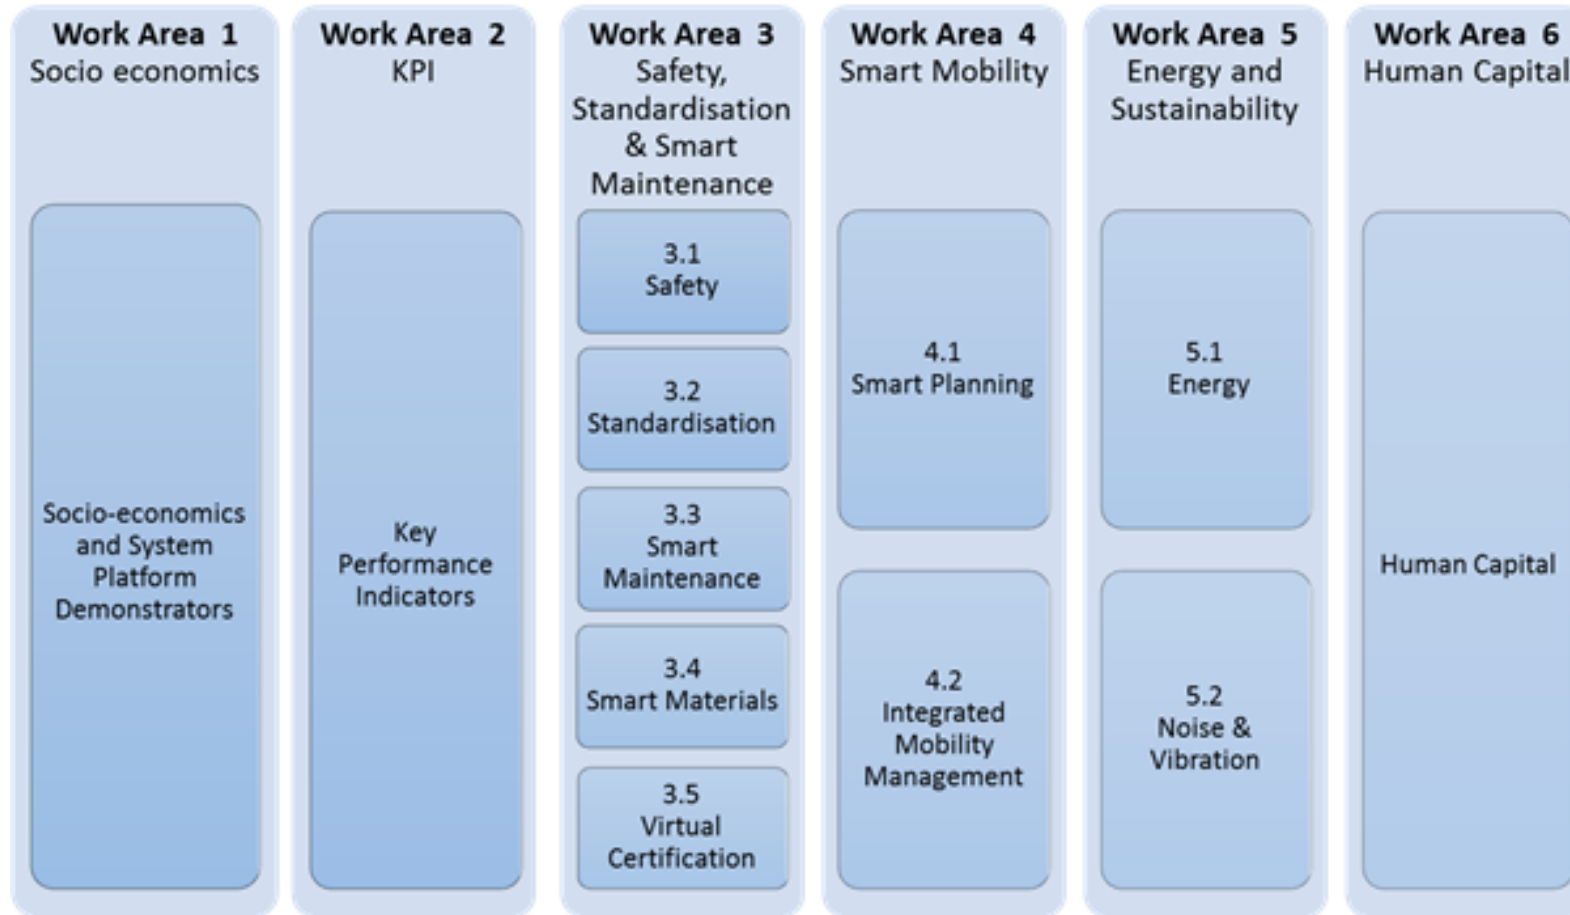 Work Area 1
Socio economics
Socio-economics
and System
Platform
Demonstrators
Work Area 2
KPI
Key
Performance
Indicators
Work Area 3
Safety,
Standardisation
& Smart
Maintenance
3.1
Safety
3.2
Standardisation
3.3
Smart
Maintenance
3.4
Smart Materials
3.5
Virtual
Certification
Work Area 4
Smart Mobility
4.1
Smart Planning
4.2
Integrated
Mobility
Management
Work Area 5
Energy and
Sustainability
5.1
Energy
5.2
Noise &
Vibration
Work Area 6
Human Capital
Human Capital